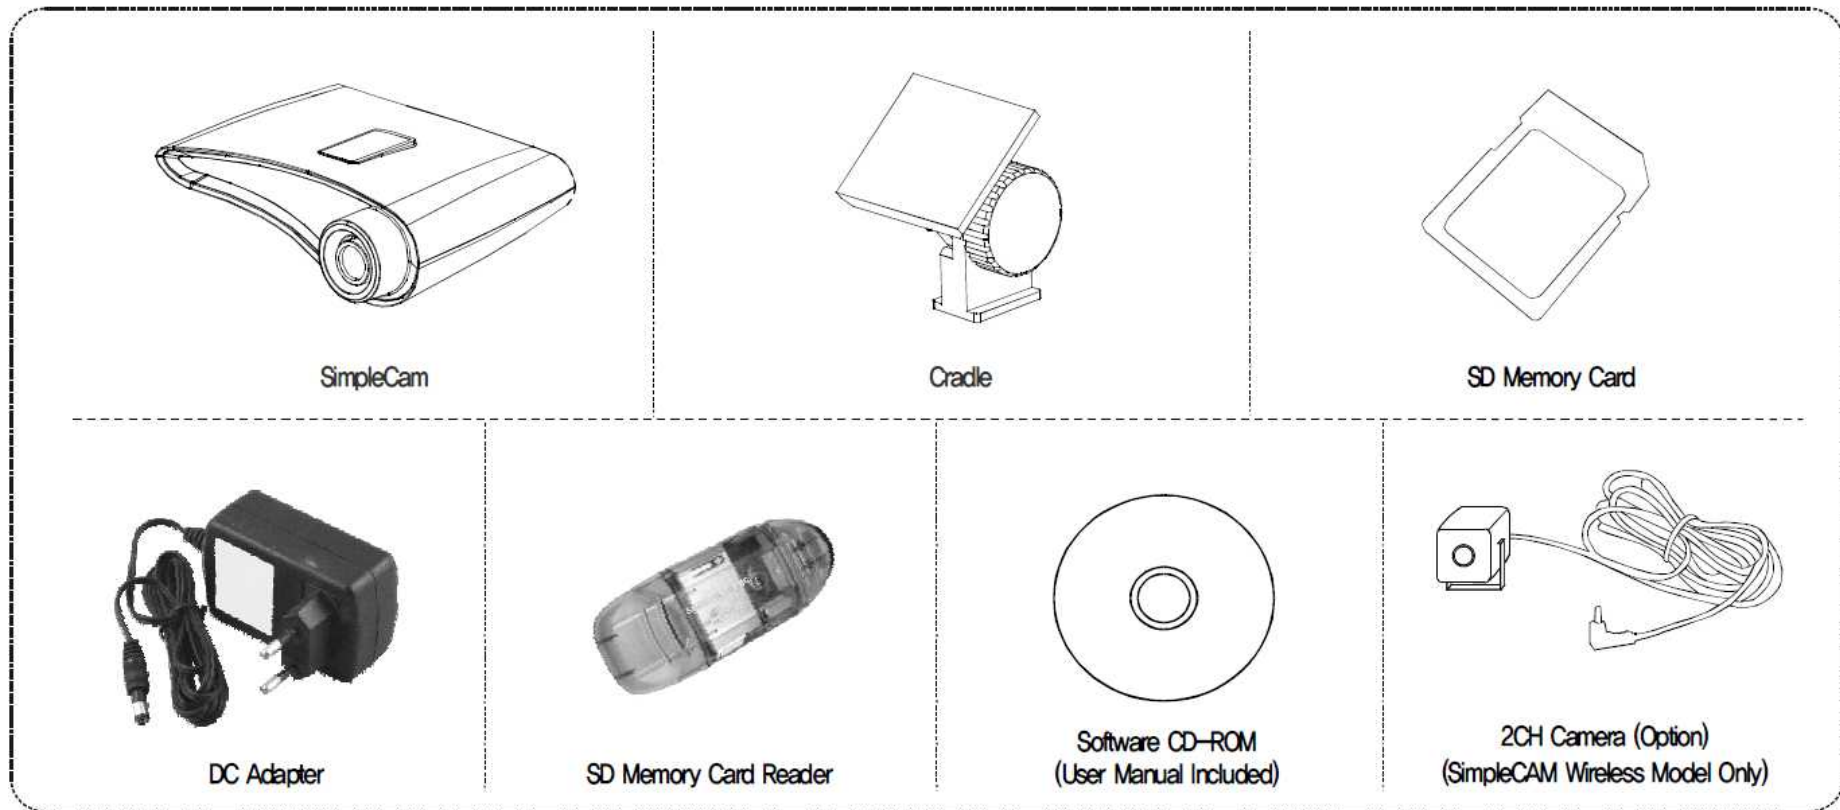 SimpleCam
Cradle
SD Memory Card
DC Adapter
SD Memory Card Reader
Software CD-ROM
(User Manual Included)
2CH Camera (Option)
(SimpleCAM Wireless Model Only)